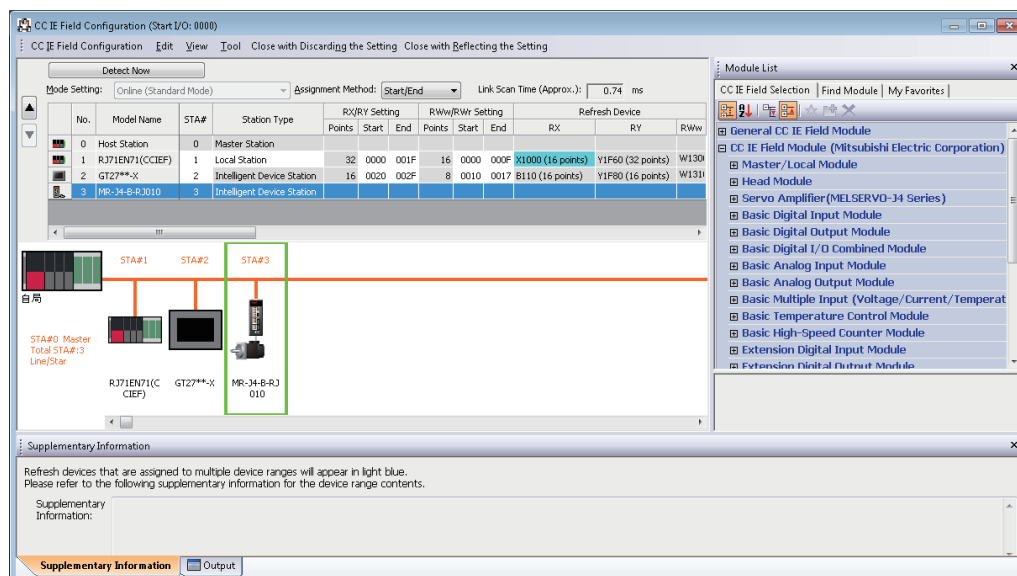 CC IE Field Configuration (Start I/O: 0000)
CC IE Field Configuration Edit View Tool Close with Discarding the Setting Close with Reflecting the Setting
Detect Now
Mode Setting: Online (Standard Mode) Assignment Method: Start/End Link Scan Time (Approx.): 0.74 ms
No. Model Name STA# Station Type RX/RY Setting RWw/RWr Setting Refresh Device
Points Start End Points Start End RX RY RWw
0 Host Station 0 Master Station
1 RJ71EN71(CCIEF) 1 Local Station 32 0000 001F 16 0000 000F X1000 (16 points) Y1F60 (32 points)
2 GT27**-X 2 Intelligent Device Station 16 0020 002F 8 0010 0017 B110 (16 points) Y1F80 (16 points)
3 MR-J4-B-RJ010 3 Intelligent Device Station
STA#1 STA#2 STA#3
自局
STA#0 Master
Total STA#:3
Line/Star
RJ71EN71(C
CIEF)
GT27**-X
MR-J4-B-RJ
010
Module List
CC IE Field Selection Find Module My Favorites
General CC IE Field Module
CC IE Field Module (Mitsubishi Electric Corporation)
Master/Local Module
Head Module
Servo Amplifier(MELSERVO-J4 Series)
Basic Digital Input Module
Basic Digital Output Module
Basic Digital I/O Combined Module
Basic Analog Input Module
Basic Analog Output Module
Basic Multiple Input (Voltage/Current/Temperat
Basic Temperature Control Module
Basic High-Speed Counter Module
Extension Digital Input Module
Extension Digital Output Module
Supplementary Information
Refresh devices that are assigned to multiple device ranges will appear in light blue.
Please refer to the following supplementary information for the device range contents.
Supplementary
Information:
Supplementary Information Output